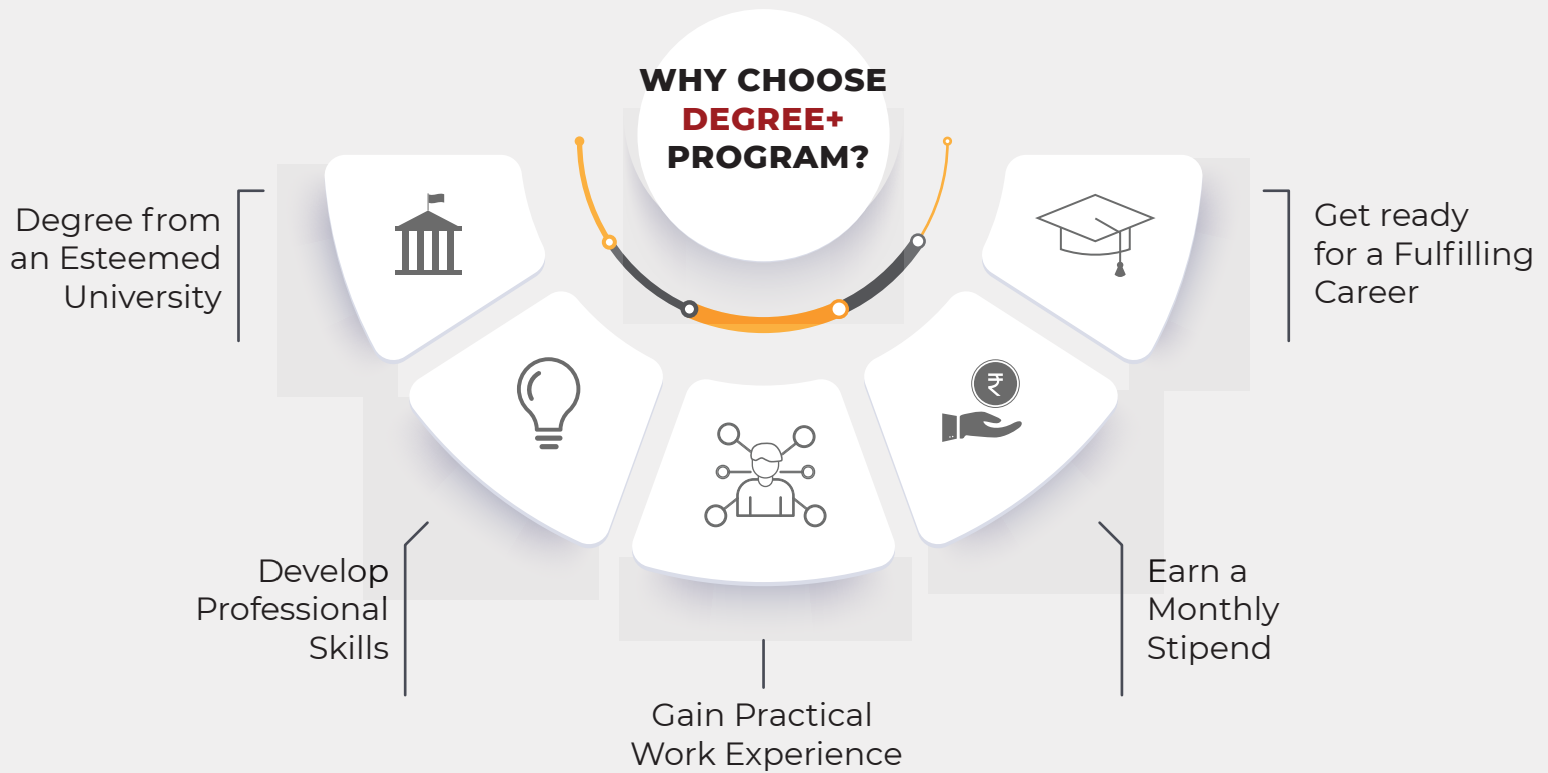 WHY CHOOSE
DEGREE+
PROGRAM?
Degree from
an Esteemed
University
Develop
Professional
Skills
Gain Practical
Work Experience
₹
Earn a
Monthly
Stipend
Get ready
for a Fulfilling
Career